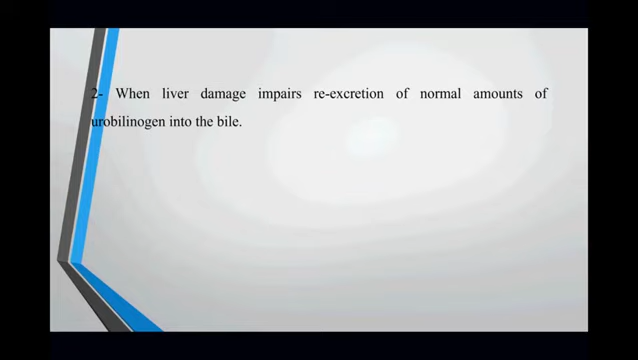 2- When liver damage impairs re-excretion of normal amounts of
urobilinogen into the bile.